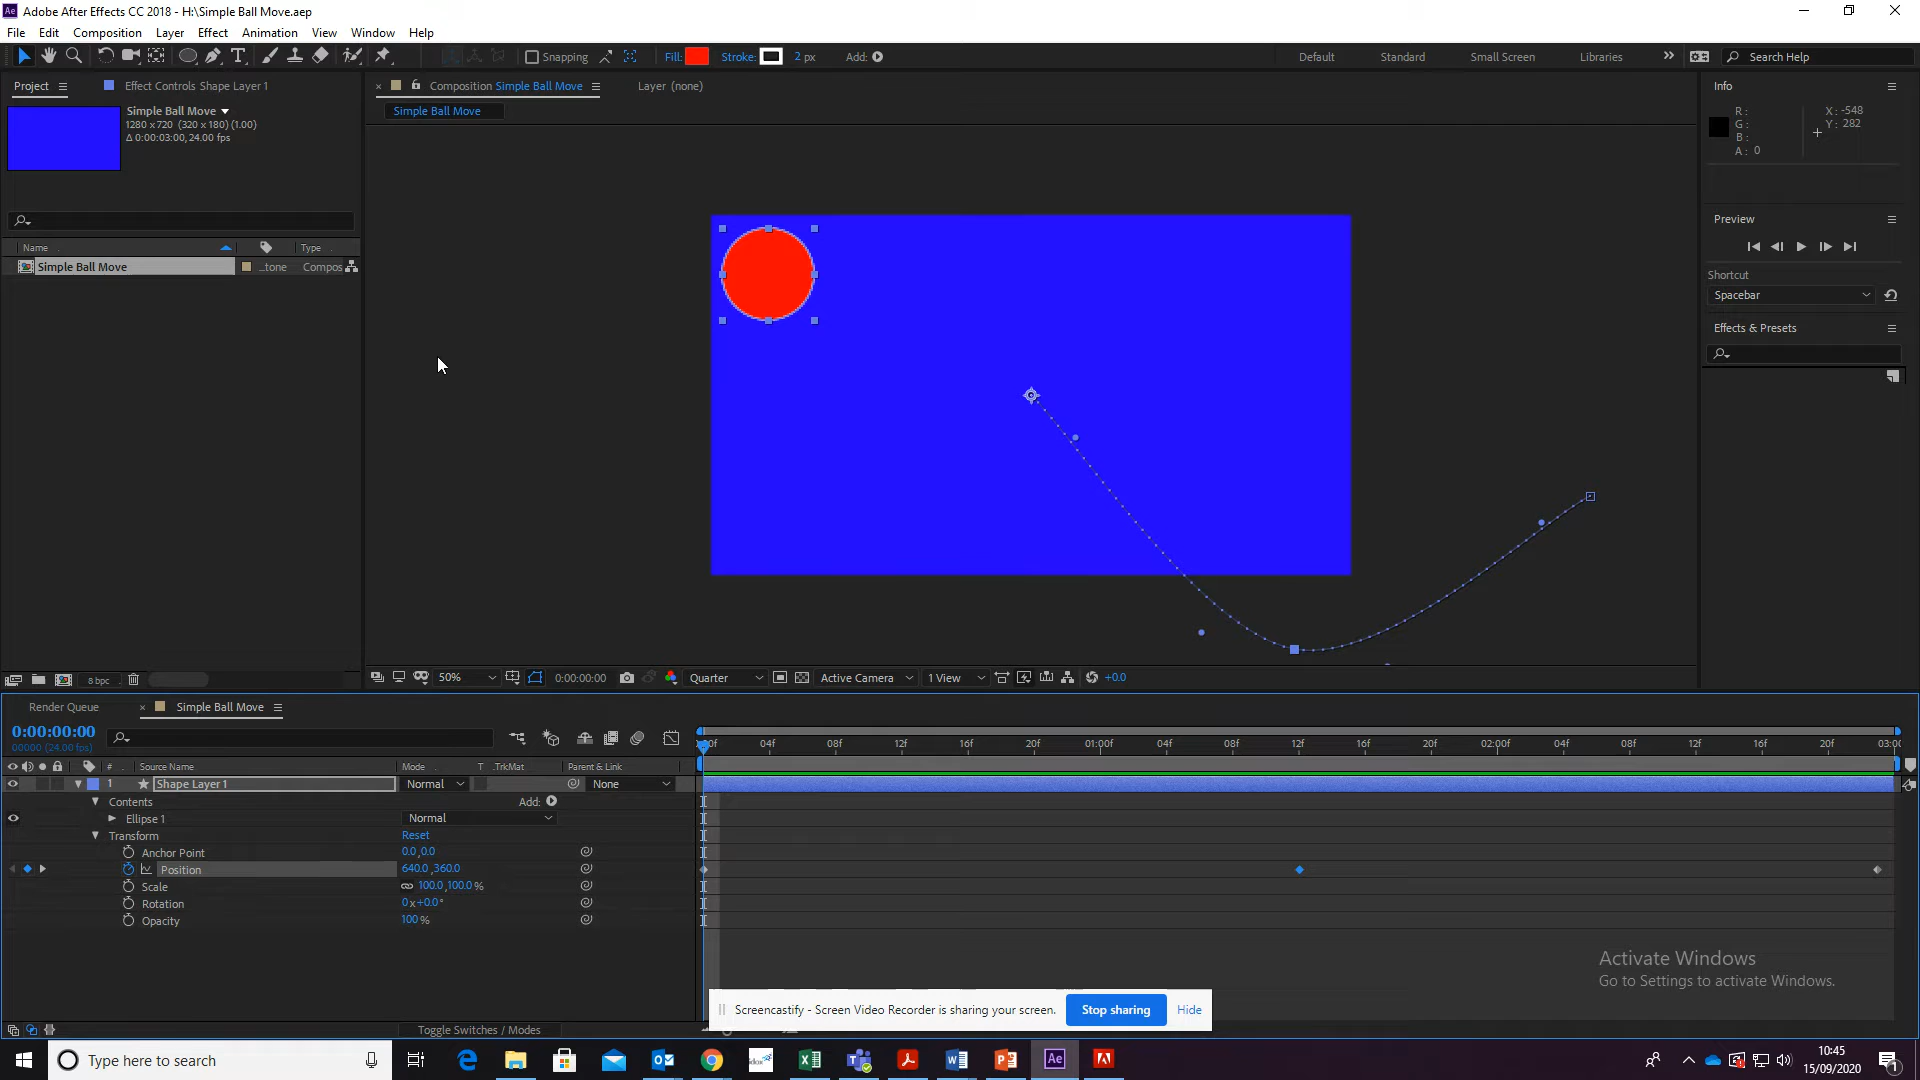 Adobe After Effects CC 2018 - H:\Simple Ball Move.aep
File Edit Composition Layer Effect Animation View Window Help
Snapping Fill: Stroke: 2 px Add: Default Standard Small Screen Libraries Search Help
Project Effect Controls Shape Layer 1
Simple Ball Move
1280 x 720 (320 x 180) (1.00)
Δ 0:00:03:00, 24.00 fps
Name Type
Simple Ball Move ...tone Compos
8 bpc
Composition Simple Ball Move Layer (none)
Simple Ball Move
50% 0:00:00:00 Quarter Active Camera 1 View +0.0
Info
R: X: -548
G: Y: 282
B:
A: 0
Preview
Shortcut
Spacebar
Effects & Presets
Render Queue Simple Ball Move
0:00:00:00
00000 (24.00 fps)
04f 08f 12f 16f 20f 01:00f 04f 08f 12f 16f 20f 02:00f 04f 08f 12f 16f 20f 03:00
# Source Name Mode T .TrkMat Parent & Link
1 Shape Layer 1 Normal None
Contents Add:
Ellipse 1 Normal
Transform Reset
Anchor Point 0.0,0.0
Position 640.0,360.0
Scale 100.0,100.0 %
Rotation 0 x+0.0 °
Opacity 100 %
Activate Windows
Go to Settings to activate Windows.
Screencastify - Screen Video Recorder is sharing your screen. Stop sharing Hide
Toggle Switches / Modes
Type here to search
10:45
15/09/2020